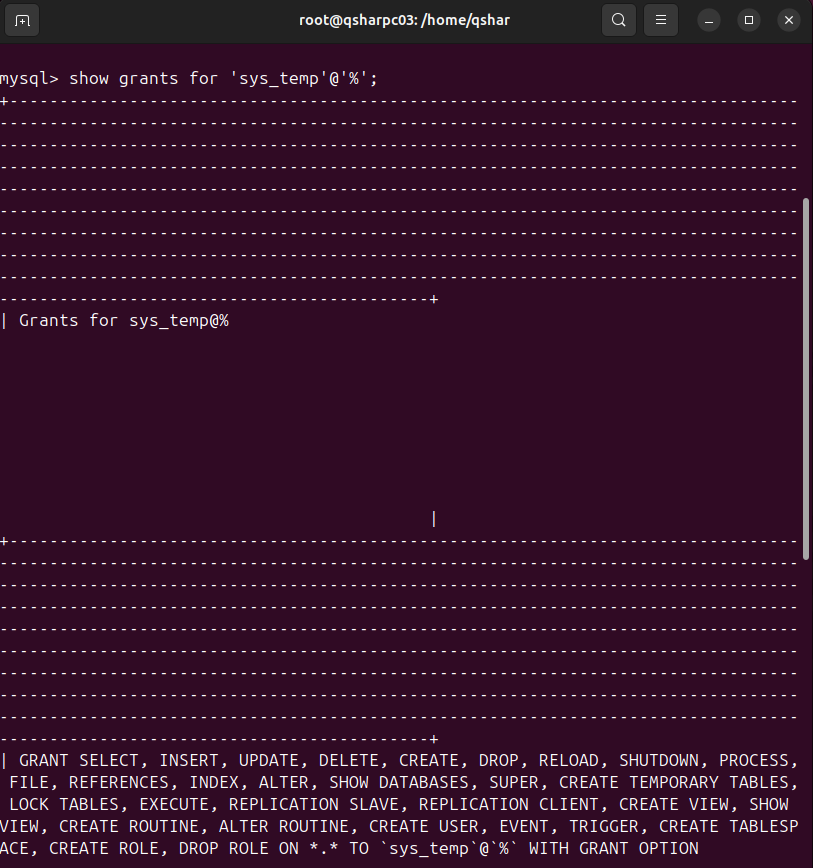 root@qsharpc03: /home/qshar
mysql> show grants for 'sys_temp'@'%';
+-------------------------------------------------------------------------------
--------------------------------------------------------------------------------
--------------------------------------------------------------------------------
--------------------------------------------------------------------------------
--------------------------------------------------------------------------------
--------------------------------------------------------------------------------
--------------------------------------------------------------------------------
--------------------------------------------------------------------------------
--------------------------------------------------------------------------------
-------------------------------------------+
| Grants for sys_temp@%
|
+-------------------------------------------------------------------------------
--------------------------------------------------------------------------------
--------------------------------------------------------------------------------
--------------------------------------------------------------------------------
--------------------------------------------------------------------------------
--------------------------------------------------------------------------------
--------------------------------------------------------------------------------
--------------------------------------------------------------------------------
--------------------------------------------------------------------------------
-------------------------------------------+
| GRANT SELECT, INSERT, UPDATE, DELETE, CREATE, DROP, RELOAD, SHUTDOWN, PROCESS,
FILE, REFERENCES, INDEX, ALTER, SHOW DATABASES, SUPER, CREATE TEMPORARY TABLES,
LOCK TABLES, EXECUTE, REPLICATION SLAVE, REPLICATION CLIENT, CREATE VIEW, SHOW
VIEW, CREATE ROUTINE, ALTER ROUTINE, CREATE USER, EVENT, TRIGGER, CREATE TABLESP
ACE, CREATE ROLE, DROP ROLE ON *.* TO `sys_temp`@`%` WITH GRANT OPTION